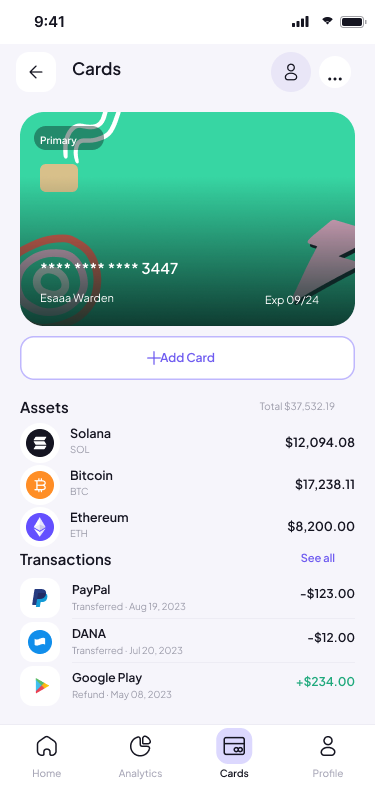 9:41
Cards
...
Primary
**** **** **** 3447
Esaaa Warden
Exp 09/24
Add Card
Assets
Total $37,532.19
Solana
SOL
$12,094.08
Bitcoin
BTC
$17,238.11
Ethereum
ETH
$8,200.00
Transactions
See all
PayPal
Transferred · Aug 19, 2023
-$123.00
DANA
Transferred · Jul 20, 2023
-$12.00
Google Play
Refund · May 08, 2023
+$234.00
Home
Analytics
Cards
Profile